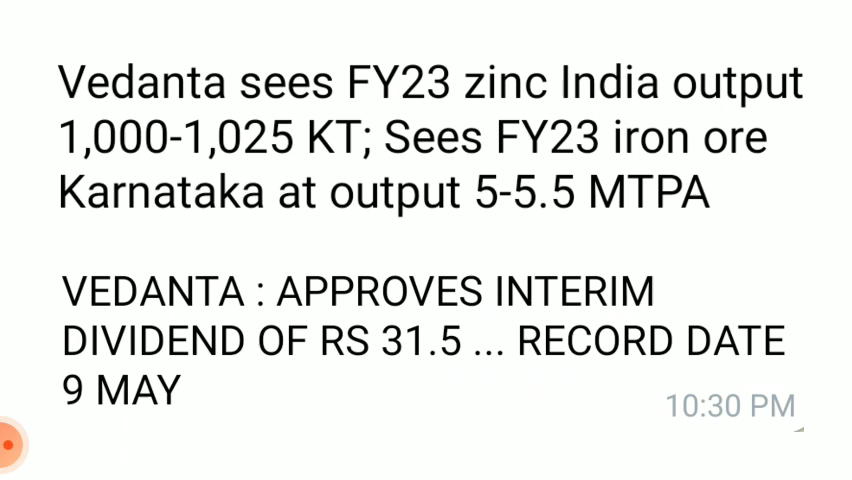 Vedanta sees FY23 zinc India output
1,000-1,025 KT; Sees FY23 iron ore
Karnataka at output 5-5.5 MTPA
VEDANTA : APPROVES INTERIM
DIVIDEND OF RS 31.5 ... RECORD DATE
9 MAY
10:30 PM